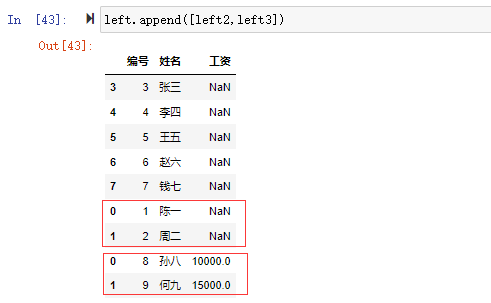 In [43]: left.append([left2,left3])
Out[43]:
编号 姓名 工资
3 3 张三 NaN
4 4 李四 NaN
5 5 王五 NaN
6 6 赵六 NaN
7 7 钱七 NaN
0 1 陈一 NaN
1 2 周二 NaN
0 8 孙八 10000.0
1 9 何九 15000.0